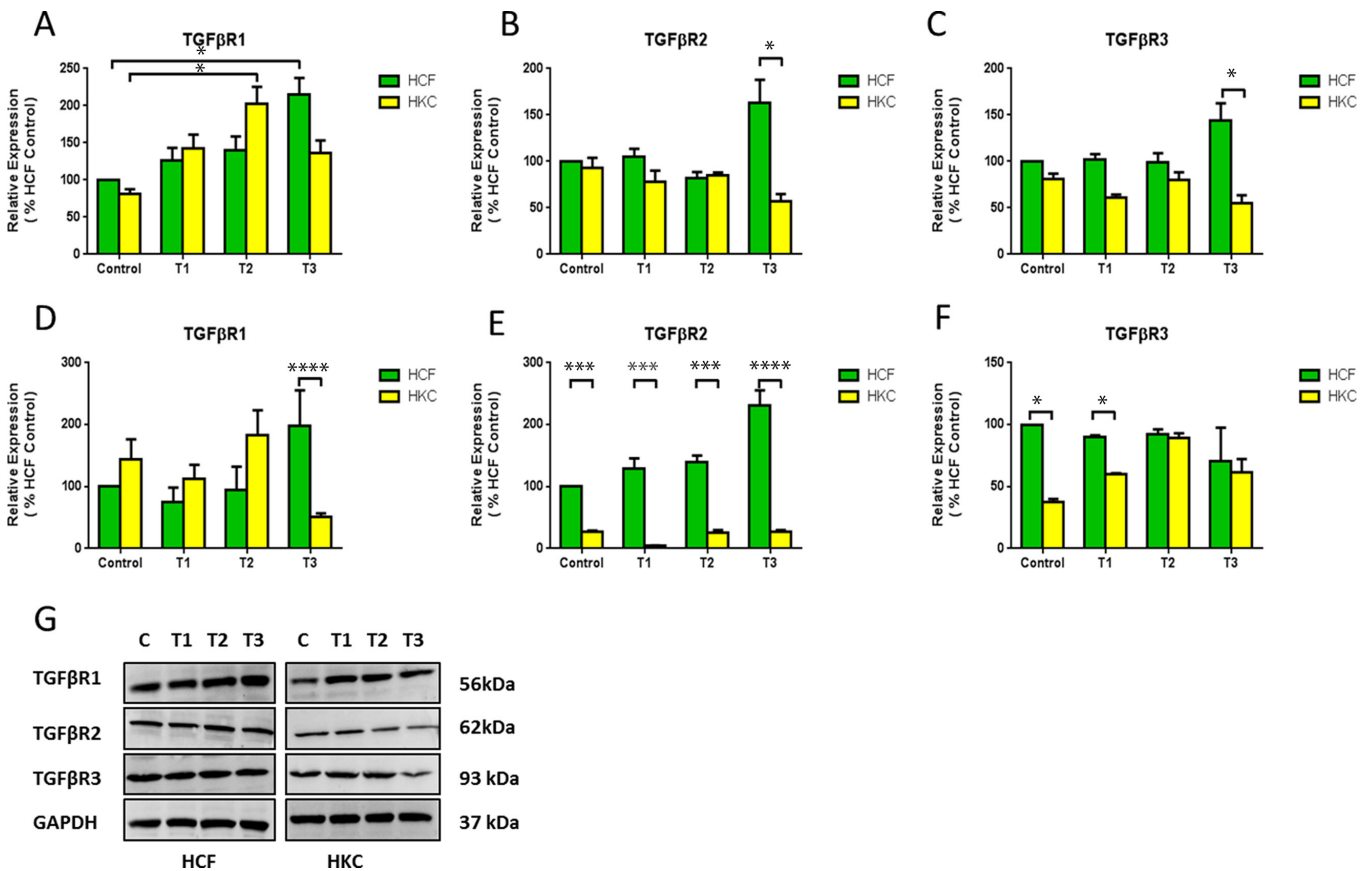 A
TGFβR1
*
*
Relative Expression
( % HCF Control)
250
200
150
100
50
0
Control T1 T2 T3
HCF
HKC
B
TGFβR2
*
Relative Expression
( % HCF Control)
200
150
100
50
0
Control T1 T2 T3
HCF
HKC
C
TGFβR3
*
Relative Expression
( % HCF Control)
200
150
100
50
0
Control T1 T2 T3
HCF
HKC
D
TGFβR1
****
Relative Expression
( % HCF Control)
300
200
100
0
Control T1 T2 T3
HCF
HKC
E
TGFβR2
*** *** *** ****
Relative Expression
( % HCF Control)
300
200
100
0
Control T1 T2 T3
HCF
HKC
F
TGFβR3
* *
Relative Expression
( % HCF Control)
150
100
50
0
Control T1 T2 T3
HCF
HKC
G
C T1 T2 T3 C T1 T2 T3
TGFβR1 56kDa
TGFβR2 62kDa
TGFβR3 93 kDa
GAPDH 37 kDa
HCF HKC